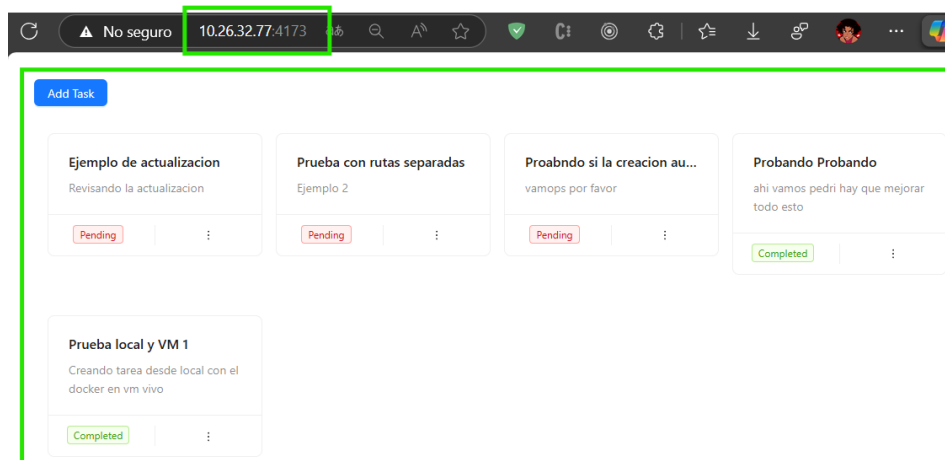 No seguro
10.26.32.77:4173
Add Task
Ejemplo de actualizacion
Revisando la actualizacion
Pending
Prueba con rutas separadas
Ejemplo 2
Pending
Proabndo si la creacion au...
vamops por favor
Pending
Probando Probando
ahi vamos pedri hay que mejorar
todo esto
Completed
Prueba local y VM 1
Creando tarea desde local con el
docker en vm vivo
Completed